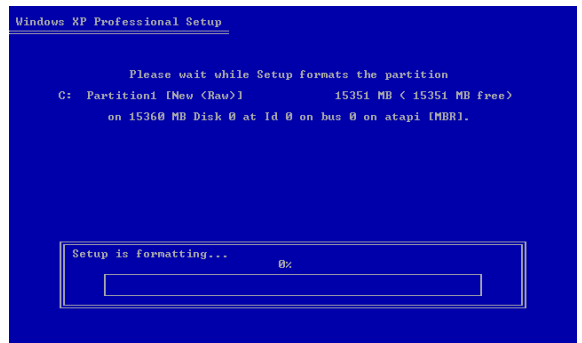 Windows XP Professional Setup
Please wait while Setup formats the partition
C: Partition1 [New (Raw)] 15351 MB ( 15351 MB free)
on 15360 MB Disk 0 at Id 0 on bus 0 on atapi [MBR].
Setup is formatting...
0%